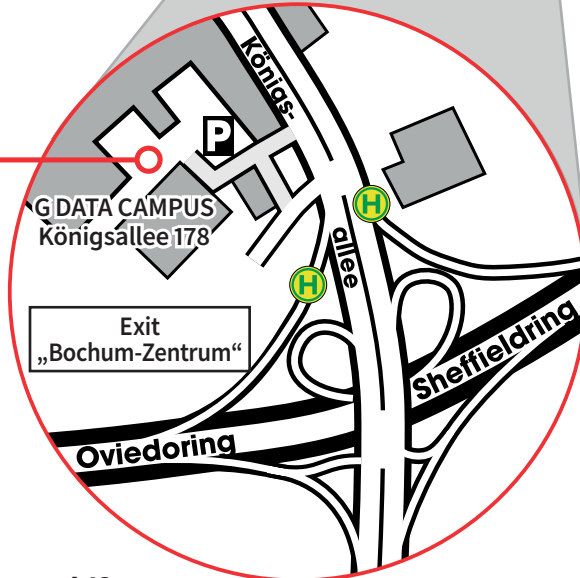 Königs-
P
G DATA CAMPUS
Königsallee 178
H
allee
H
Exit
„Bochum-Zentrum“
Sheffieldring
Oviedoring